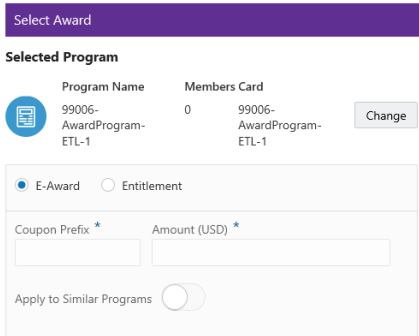 Select Award
Selected Program
Program Name Members Card
99006- 0 99006-
AwardProgram- AwardProgram- Change
ETL-1 ETL-1
E-Award Entitlement
Coupon Prefix * Amount (USD) *
Apply to Similar Programs